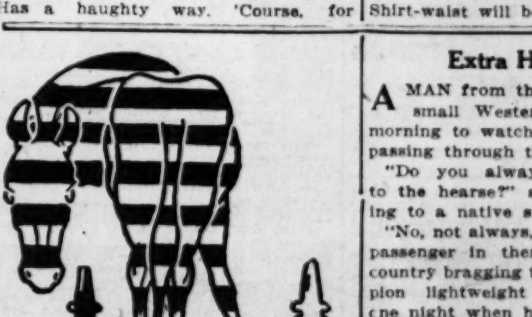 Has a haughty way. 'Course, for
Shirt-waist will b
Extra H
A MAN from th
small Weste
morning to watch
passing through t
"Do you alway
to the hearse?"
ing to a native s
"No, not always,
passenger in the
country bragging
pion lightweight
one night when